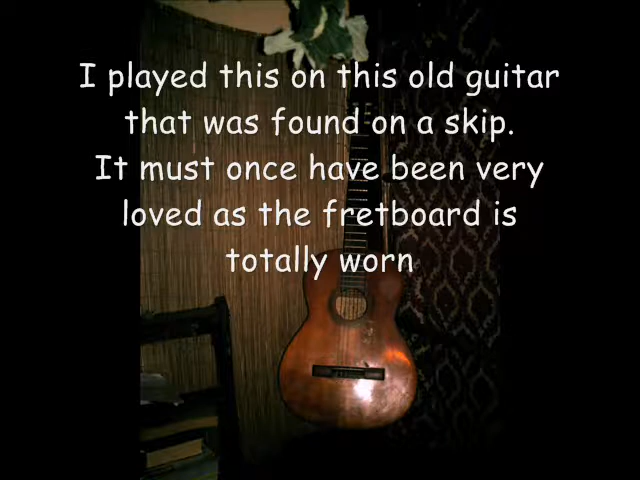 I played this on this old guitar
that was found on a skip.
It must once have been very
loved as the fretboard is
totally worn